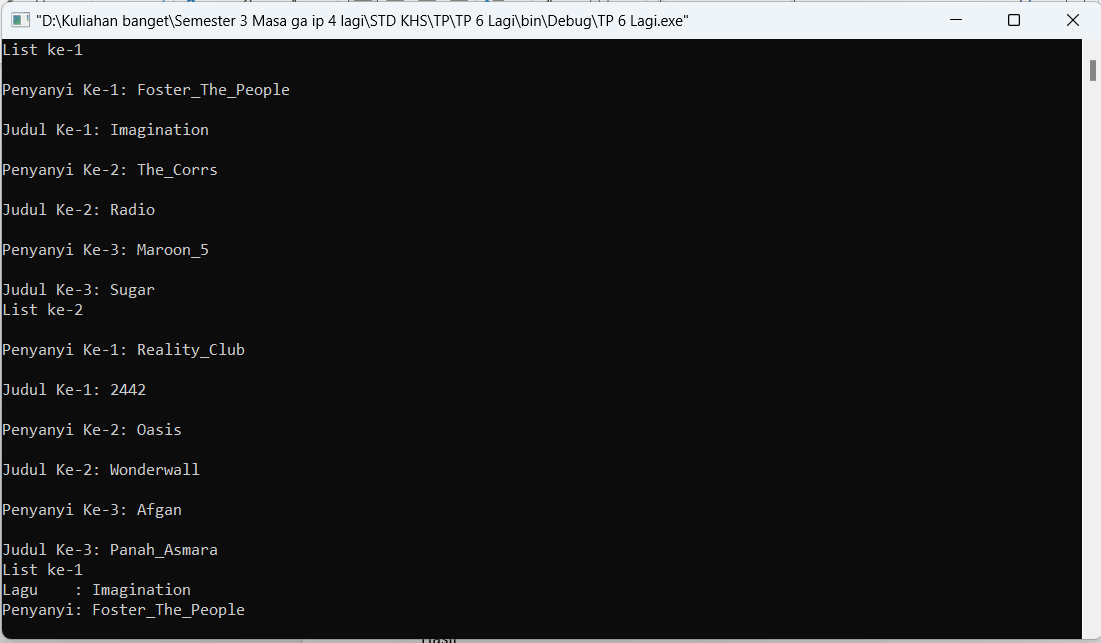 "D:\Kuliahan banget\Semester 3 Masa ga ip 4 lagi\STD KHS\TP\TP 6 Lagi\bin\Debug\TP 6 Lagi.exe"
List ke-1
Penyanyi Ke-1: Foster_The_People
Judul Ke-1: Imagination
Penyanyi Ke-2: The_Corrs
Judul Ke-2: Radio
Penyanyi Ke-3: Maroon_5
Judul Ke-3: Sugar
List ke-2
Penyanyi Ke-1: Reality_Club
Judul Ke-1: 2442
Penyanyi Ke-2: Oasis
Judul Ke-2: Wonderwall
Penyanyi Ke-3: Afgan
Judul Ke-3: Panah_Asmara
List ke-1
Lagu    : Imagination
Penyanyi: Foster_The_People